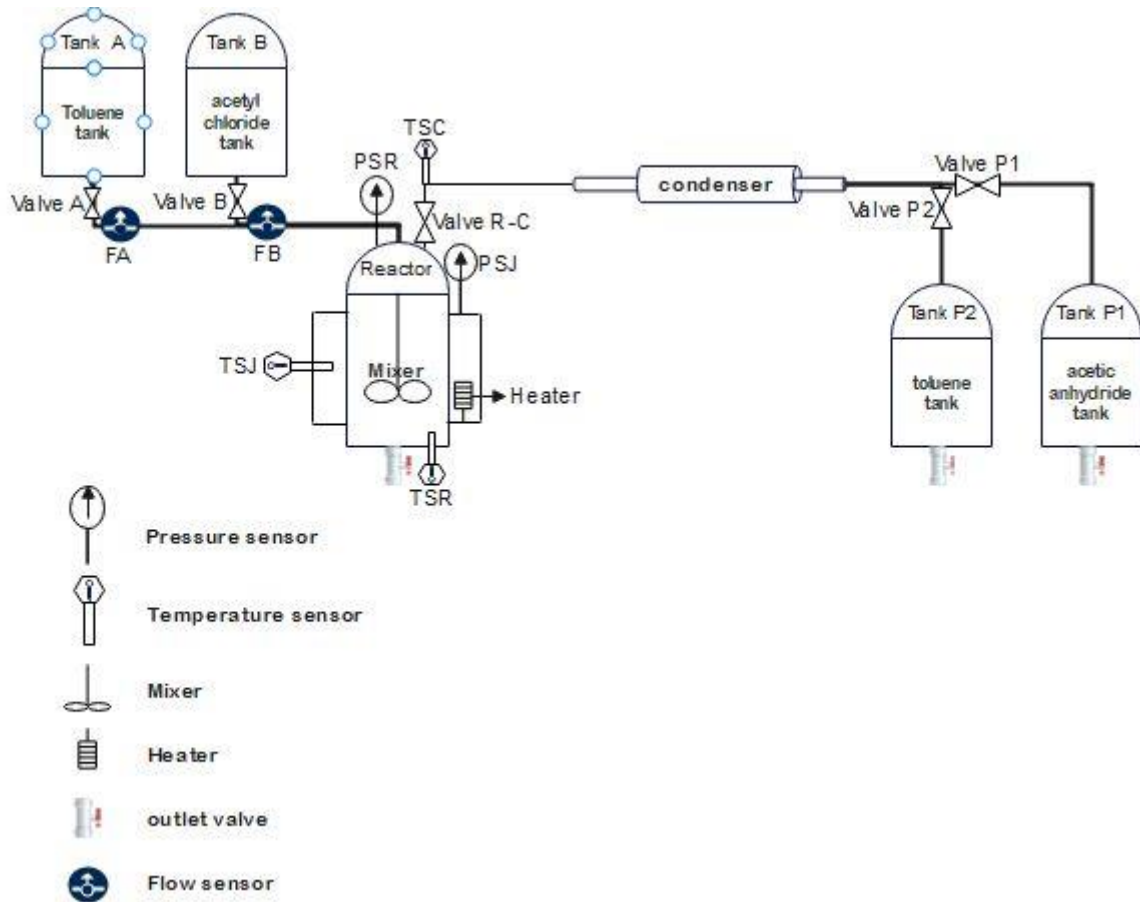 Tank A
Tank B
Toluene
tank
acetyl
chloride
tank
TSC
PSR
Valve A
Valve B
FA
FB
Valve R-C
condenser
Valve P1
Valve P2
Reactor
PSJ
TSJ
Mixer
Heater
TSR
Tank P2
toluene
tank
Tank P1
acetic
anhydride
tank
Pressure sensor
Temperature sensor
Mixer
Heater
outlet valve
Flow sensor